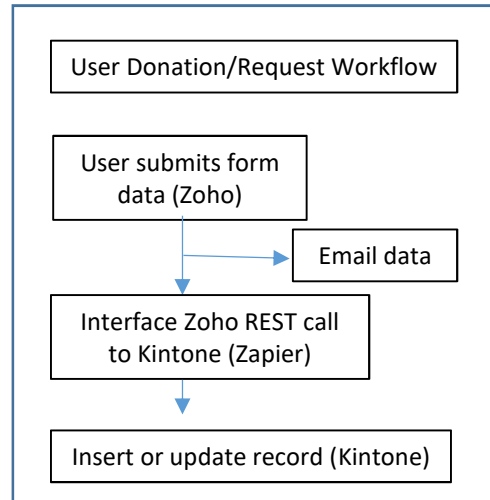 User Donation/Request Workflow
User submits form
data (Zoho)
Email data
Interface Zoho REST call
to Kintone (Zapier)
Insert or update record (Kintone)